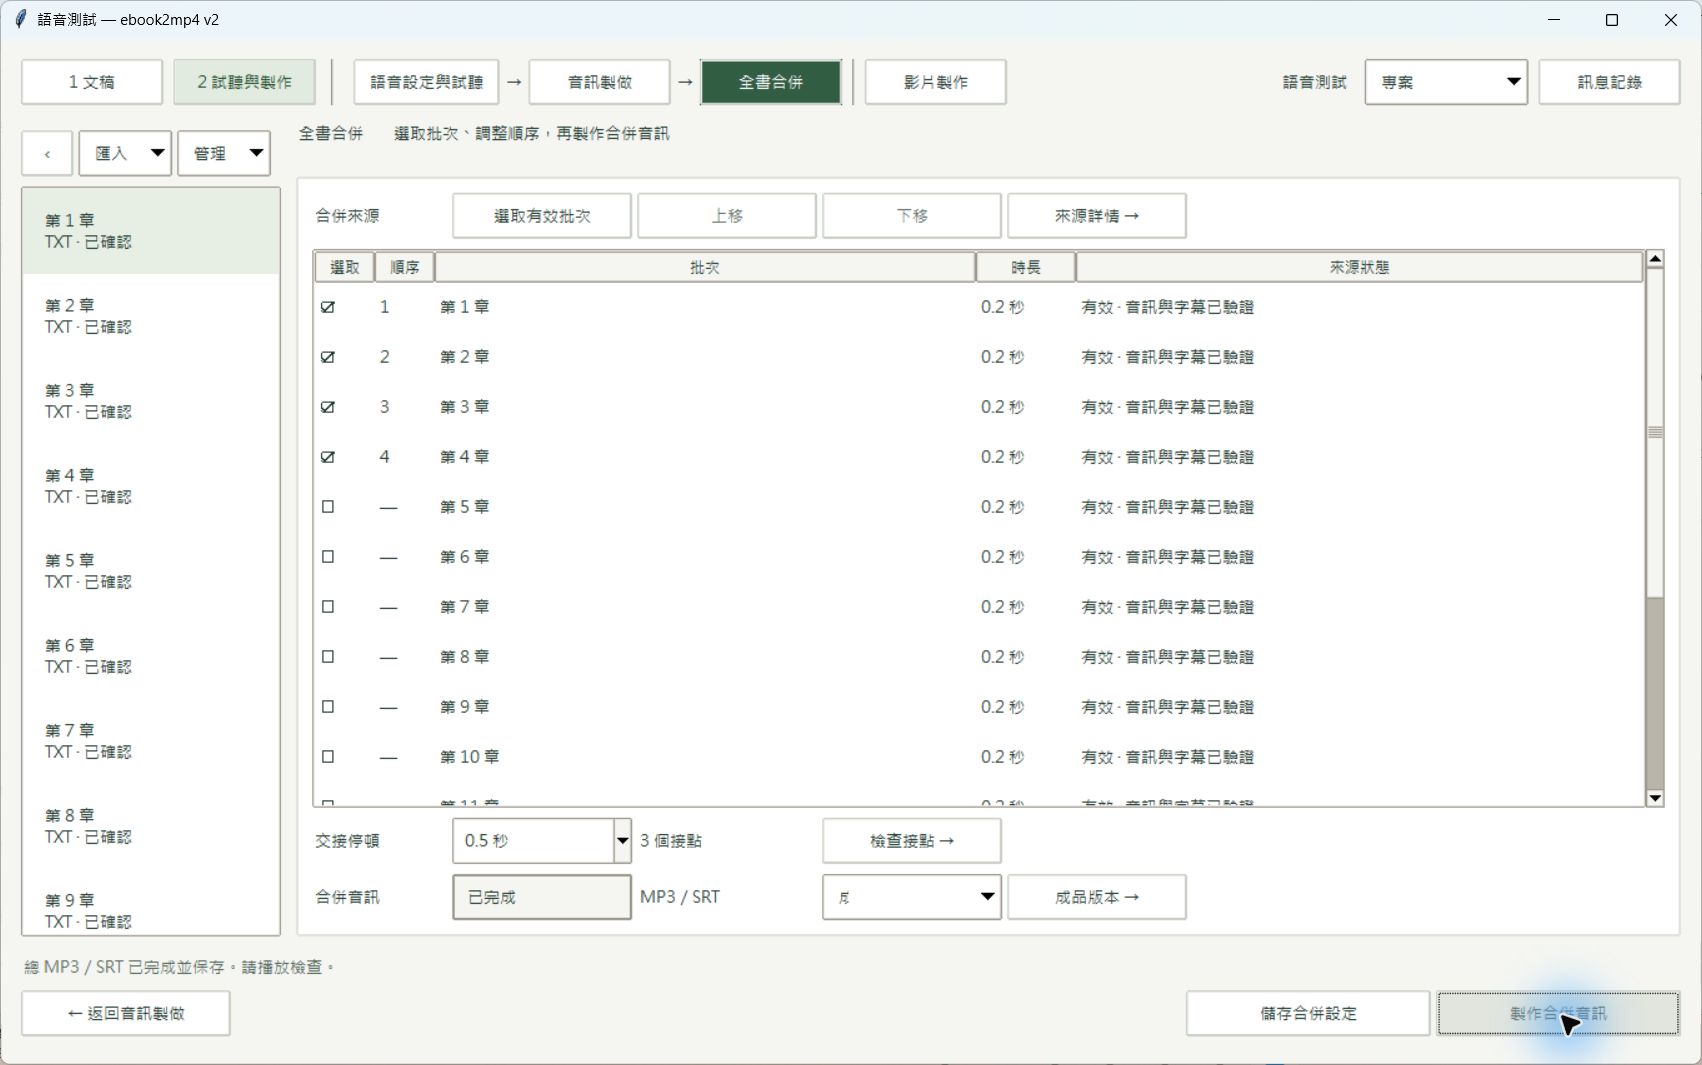 語音測試 — ebook2mp4 v2
1 文稿
2 試聽與製作
語音設定與試聽
→
音訊製做
→
全書合併
影片製作
語音測試
專案
訊息記錄
‹
匯入
管理
全書合併
選取批次、調整順序，再製作合併音訊
第 1 章
TXT · 已確認
第 2 章
TXT · 已確認
第 3 章
TXT · 已確認
第 4 章
TXT · 已確認
第 5 章
TXT · 已確認
第 6 章
TXT · 已確認
第 7 章
TXT · 已確認
第 8 章
TXT · 已確認
第 9 章
TXT · 已確認
合併來源
選取有效批次
上移
下移
來源詳情 →
選取 順序 批次 時長 來源狀態
1 第 1 章 0.2 秒 有效 · 音訊與字幕已驗證
2 第 2 章 0.2 秒 有效 · 音訊與字幕已驗證
3 第 3 章 0.2 秒 有效 · 音訊與字幕已驗證
4 第 4 章 0.2 秒 有效 · 音訊與字幕已驗證
— 第 5 章 0.2 秒 有效 · 音訊與字幕已驗證
— 第 6 章 0.2 秒 有效 · 音訊與字幕已驗證
— 第 7 章 0.2 秒 有效 · 音訊與字幕已驗證
— 第 8 章 0.2 秒 有效 · 音訊與字幕已驗證
— 第 9 章 0.2 秒 有效 · 音訊與字幕已驗證
— 第 10 章 0.2 秒 有效 · 音訊與字幕已驗證
交接停頓
0.5 秒
3 個接點
檢查接點 →
合併音訊
已完成
MP3 / SRT
成品版本 →
總 MP3 / SRT 已完成並保存。請播放檢查。
← 返回音訊製做
儲存合併設定
製作合併音訊